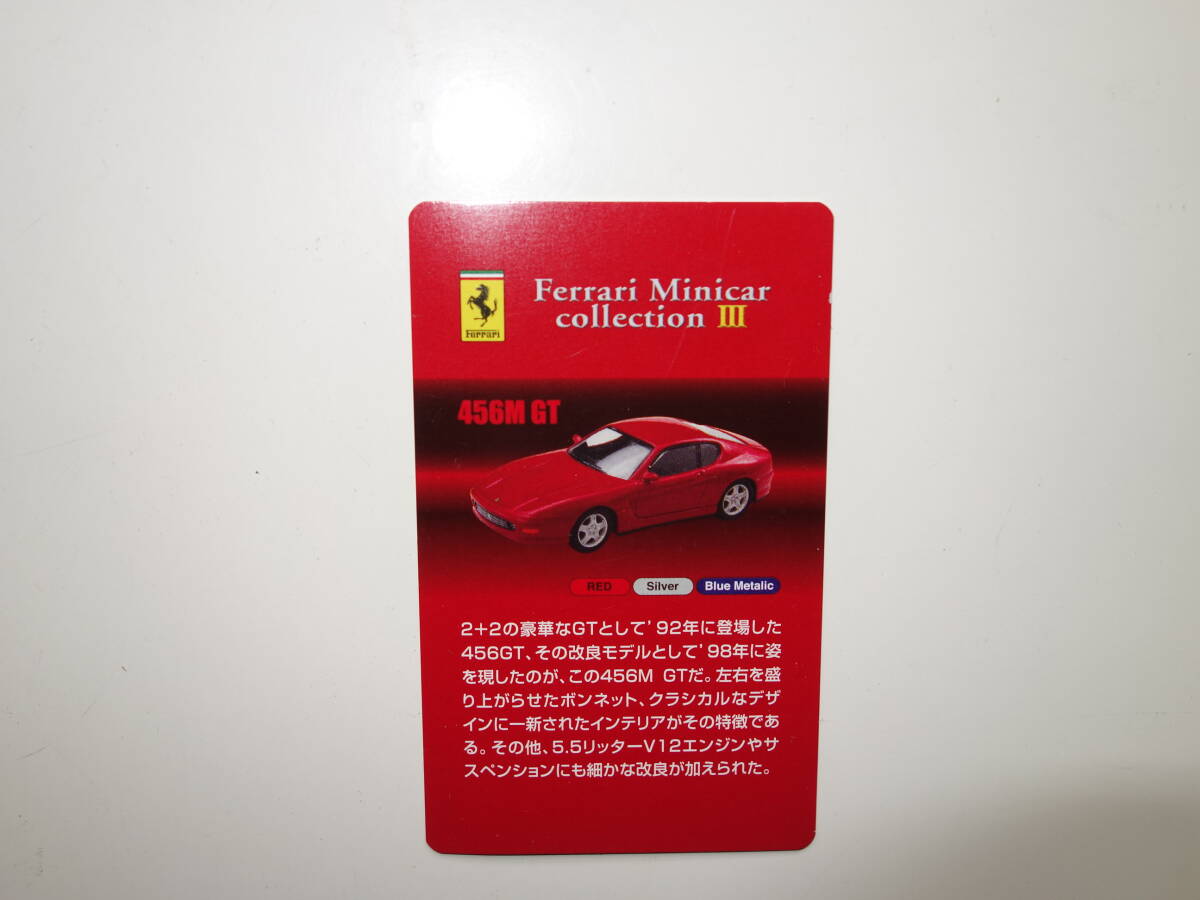 Ferrari
Ferrari Minicar
collection III
456M GT
RED
Silver
Blue Metalic
2+2の豪華なGTとして'92年に登場した
456GT、その改良モデルとして'98年に姿
を現したのが、この456M GTだ。左右を盛
り上がらせたボンネット、クラシカルなデザ
インに一新されたインテリアがその特徴であ
る。その他、5.5リッターV12エンジンやサ
スペンションにも細かな改良が加えられた。